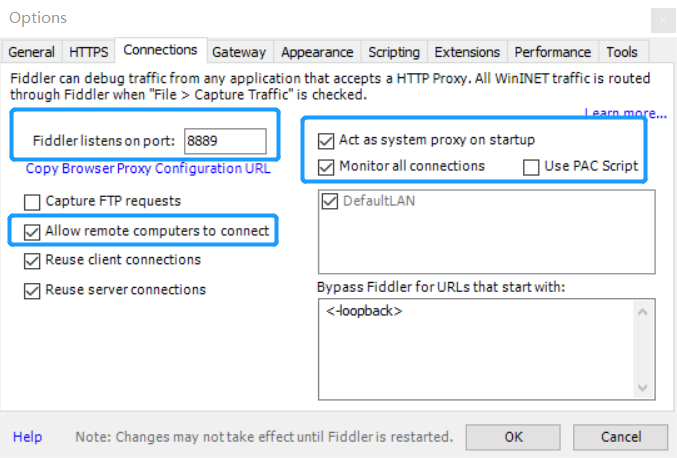 Options
General HTTPS Connections Gateway Appearance Scripting Extensions Performance Tools
Fiddler can debug traffic from any application that accepts a HTTP Proxy. All WinINET traffic is routed
through Fiddler when "File > Capture Traffic" is checked.
Learn more...
Fiddler listens on port: 8889
Copy Browser Proxy Configuration URL
Capture FTP requests
Allow remote computers to connect
Reuse client connections
Reuse server connections
Act as system proxy on startup
Monitor all connections Use PAC Script
DefaultLAN
Bypass Fiddler for URLs that start with:
<-loopback>
Help Note: Changes may not take effect until Fiddler is restarted. OK Cancel